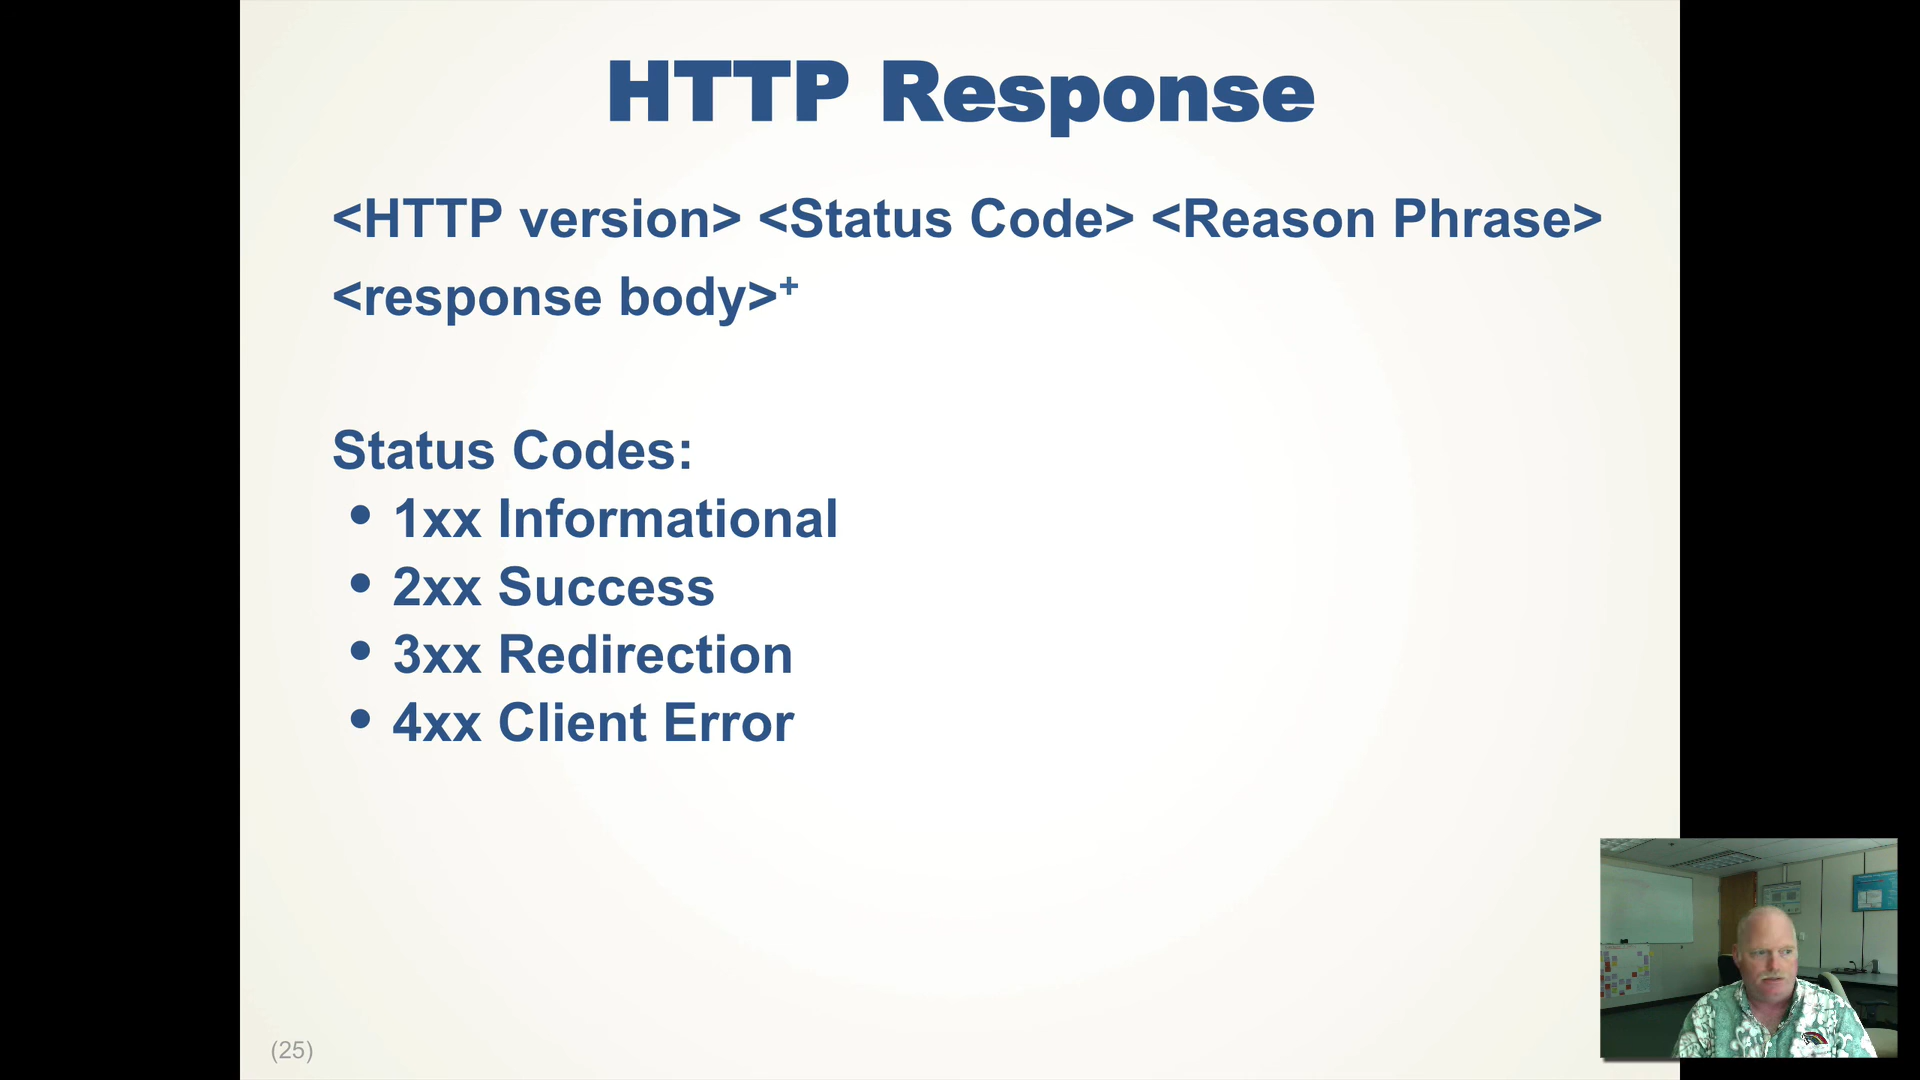 HTTP Response
<HTTP version> <Status Code> <Reason Phrase>
<response body>+
Status Codes:
• 1xx Informational
• 2xx Success
• 3xx Redirection
• 4xx Client Error
(25)